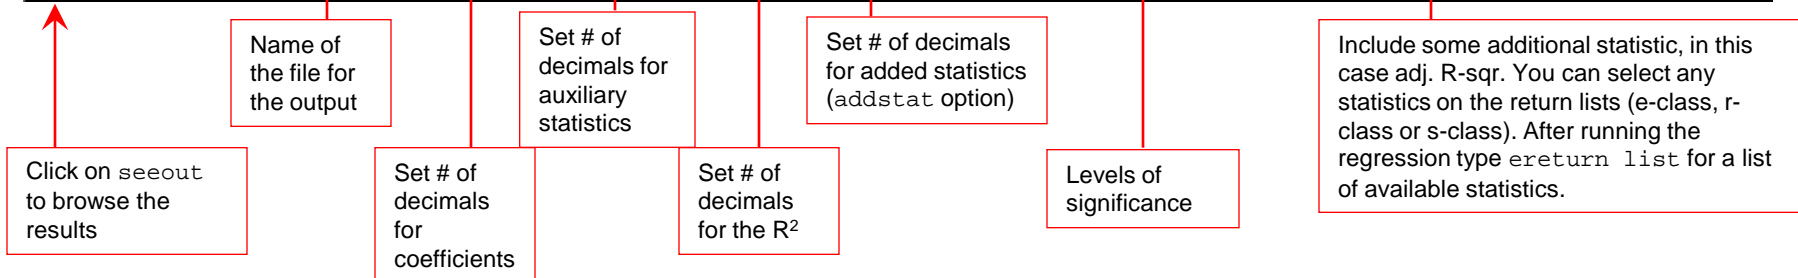 Name of
the file for
the output
Set # of
decimals for
auxiliary
statistics
Set # of decimals
for added statistics
(addstat option)
Include some additional statistic, in this
case adj. R-sqr. You can select any
statistics on the return lists (e-class, r-
class or s-class). After running the
regression type ereturn list for a list
of available statistics.
Click on seeout
to browse the
results
Set # of
decimals
for
coefficients
Set # of
decimals
for the R²
Levels of
significance